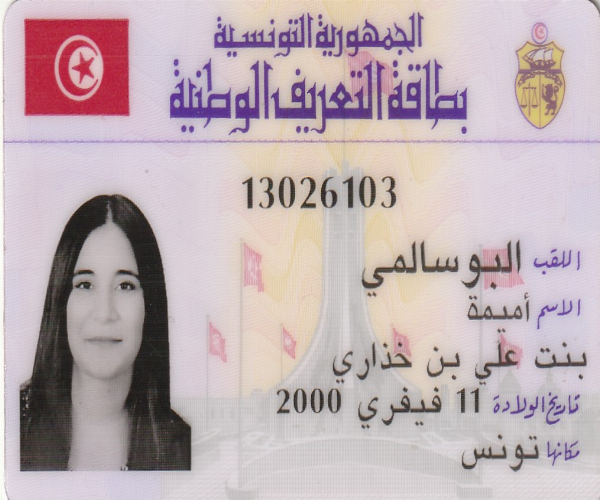 الجمهورية التونسية
بطاقة التعريف الوطنية
13026103
اللقب البوسالمي
الاسم أميمة
بنت علي بن خذاري
تاريخ الولادة 11 فيفري 2000
مكانها تونس